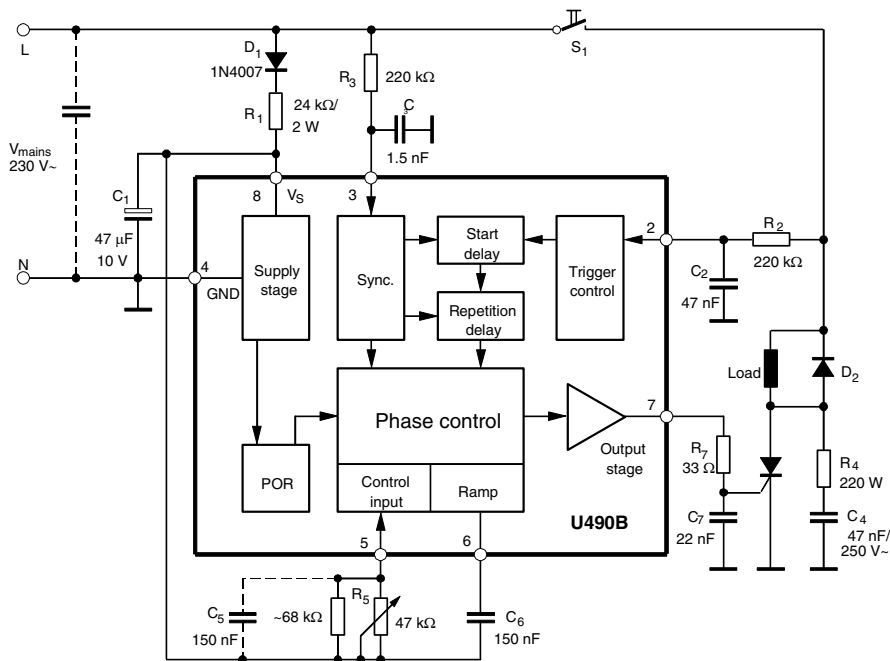 L
S1
D1
1N4007
R3
220 kΩ
R1
24 kΩ/
2 W
C3
1.5 nF
Vmains
230 V~
C1
47 µF
10 V
8
VS
3
2
R2
220 kΩ
C2
47 nF
N
4
GND
Supply
stage
Sync.
Start
delay
Trigger
control
Repetition
delay
Load
D2
Phase control
7
Output
stage
R7
33 Ω
R4
220 W
POR
Control
input
Ramp
U490B
C7
22 nF
C4
47 nF/
250 V~
5
6
C5
150 nF
~68 kΩ
R5
47 kΩ
C6
150 nF